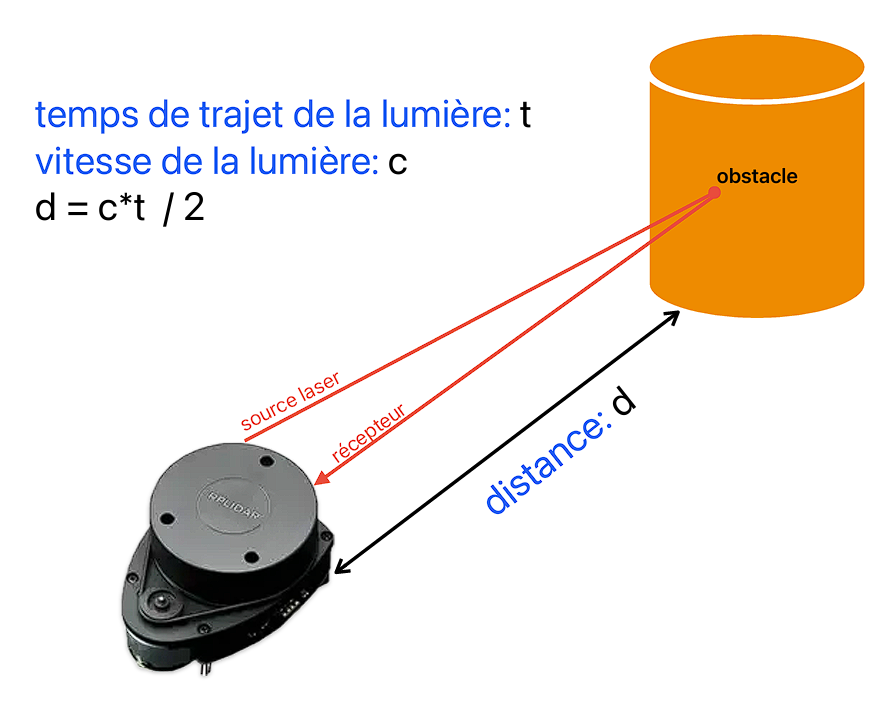 temps de trajet de la lumière: t
vitesse de la lumière: c
d = c*t / 2
obstacle
source laser
récepteur
distance: d
RPLIDAR